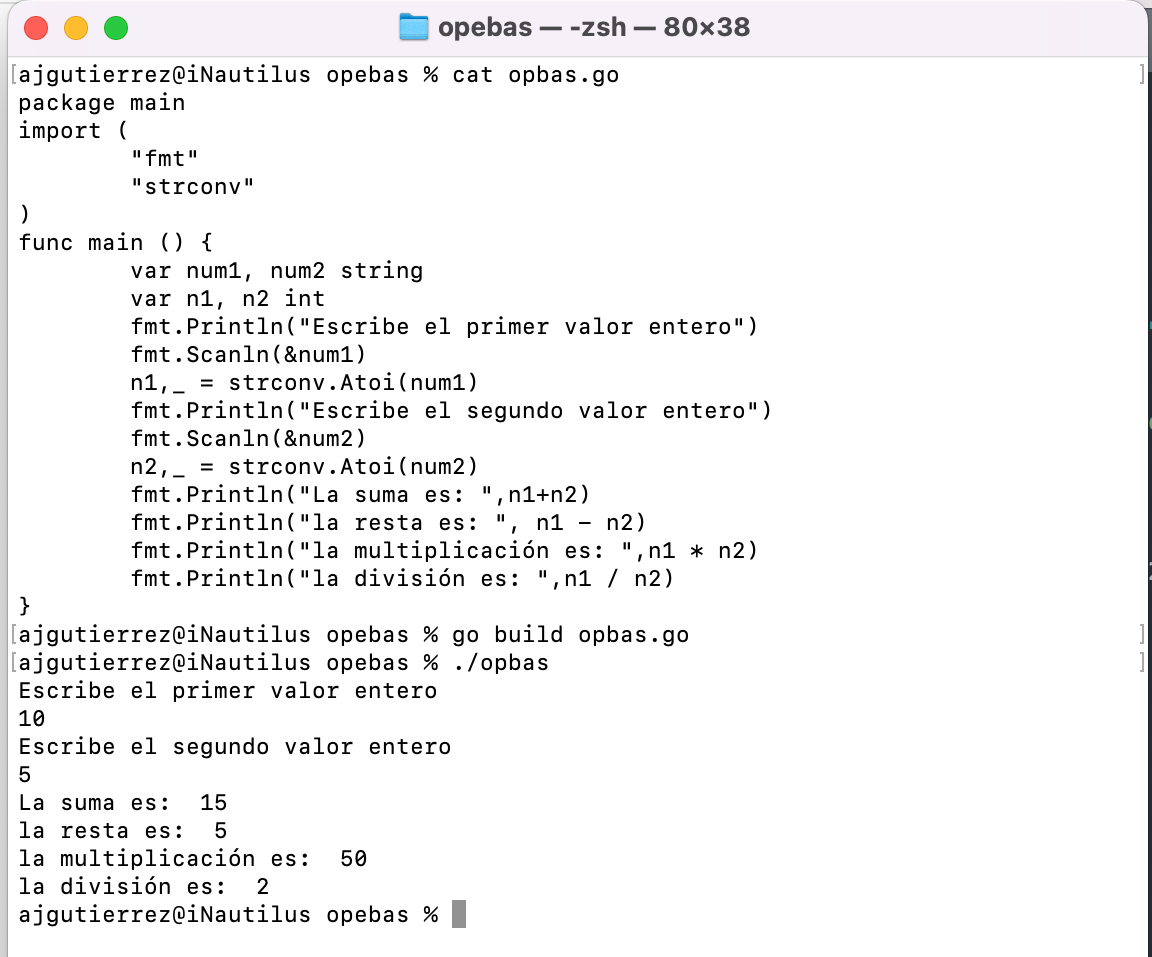 opebas — -zsh — 80×38
[ajgutierrez@iNautilus opebas % cat opbas.go ]
package main
import (
        "fmt"
        "strconv"
)
func main () {
        var num1, num2 string
        var n1, n2 int
        fmt.Println("Escribe el primer valor entero")
        fmt.Scanln(&num1)
        n1,_ = strconv.Atoi(num1)
        fmt.Println("Escribe el segundo valor entero")
        fmt.Scanln(&num2)
        n2,_ = strconv.Atoi(num2)
        fmt.Println("La suma es: ",n1+n2)
        fmt.Println("la resta es: ", n1 - n2)
        fmt.Println("la multiplicación es: ",n1 * n2)
        fmt.Println("la división es: ",n1 / n2)
}
[ajgutierrez@iNautilus opebas % go build opbas.go ]
[ajgutierrez@iNautilus opebas % ./opbas ]
Escribe el primer valor entero
10
Escribe el segundo valor entero
5
La suma es:  15
la resta es:  5
la multiplicación es:  50
la división es:  2
ajgutierrez@iNautilus opebas %